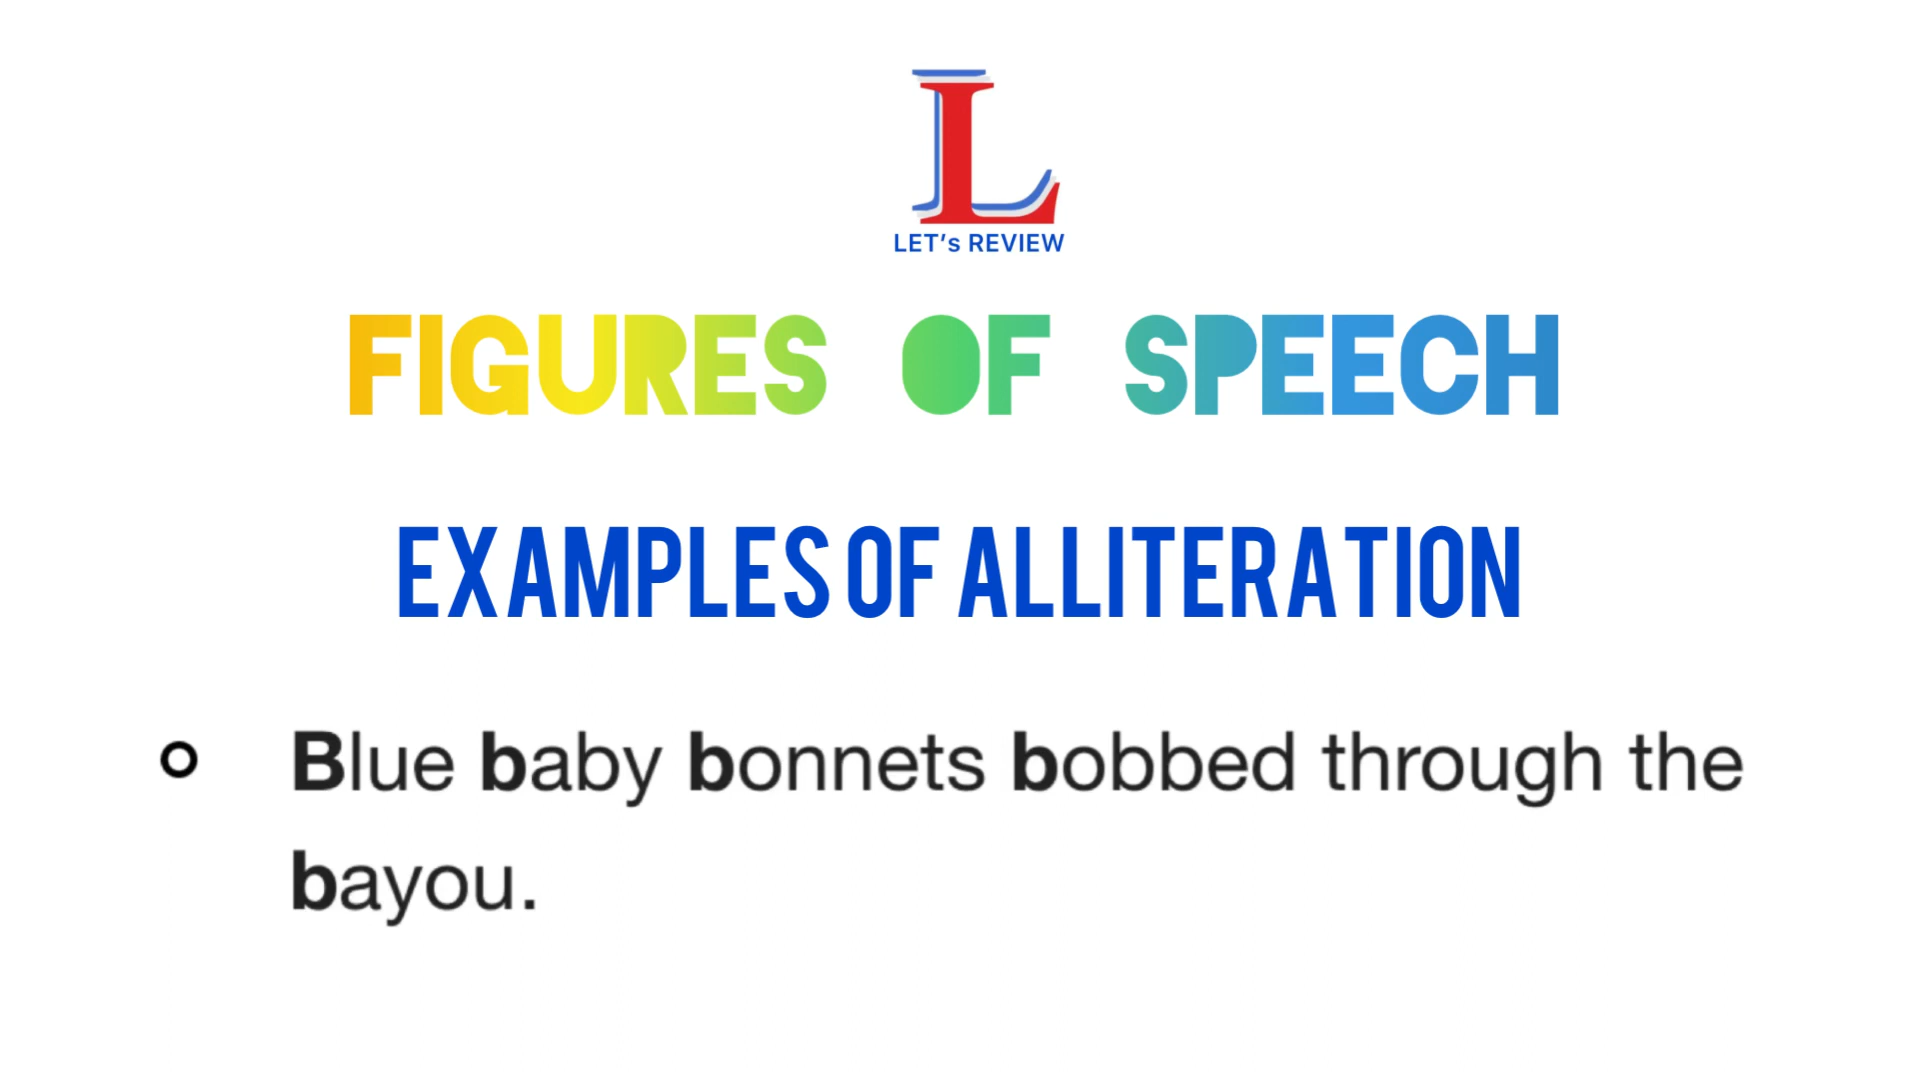 L
LET's REVIEW
FIGURES OF SPEECH
EXAMPLES OF ALLITERATION
Blue baby bonnets bobbed through the
bayou.